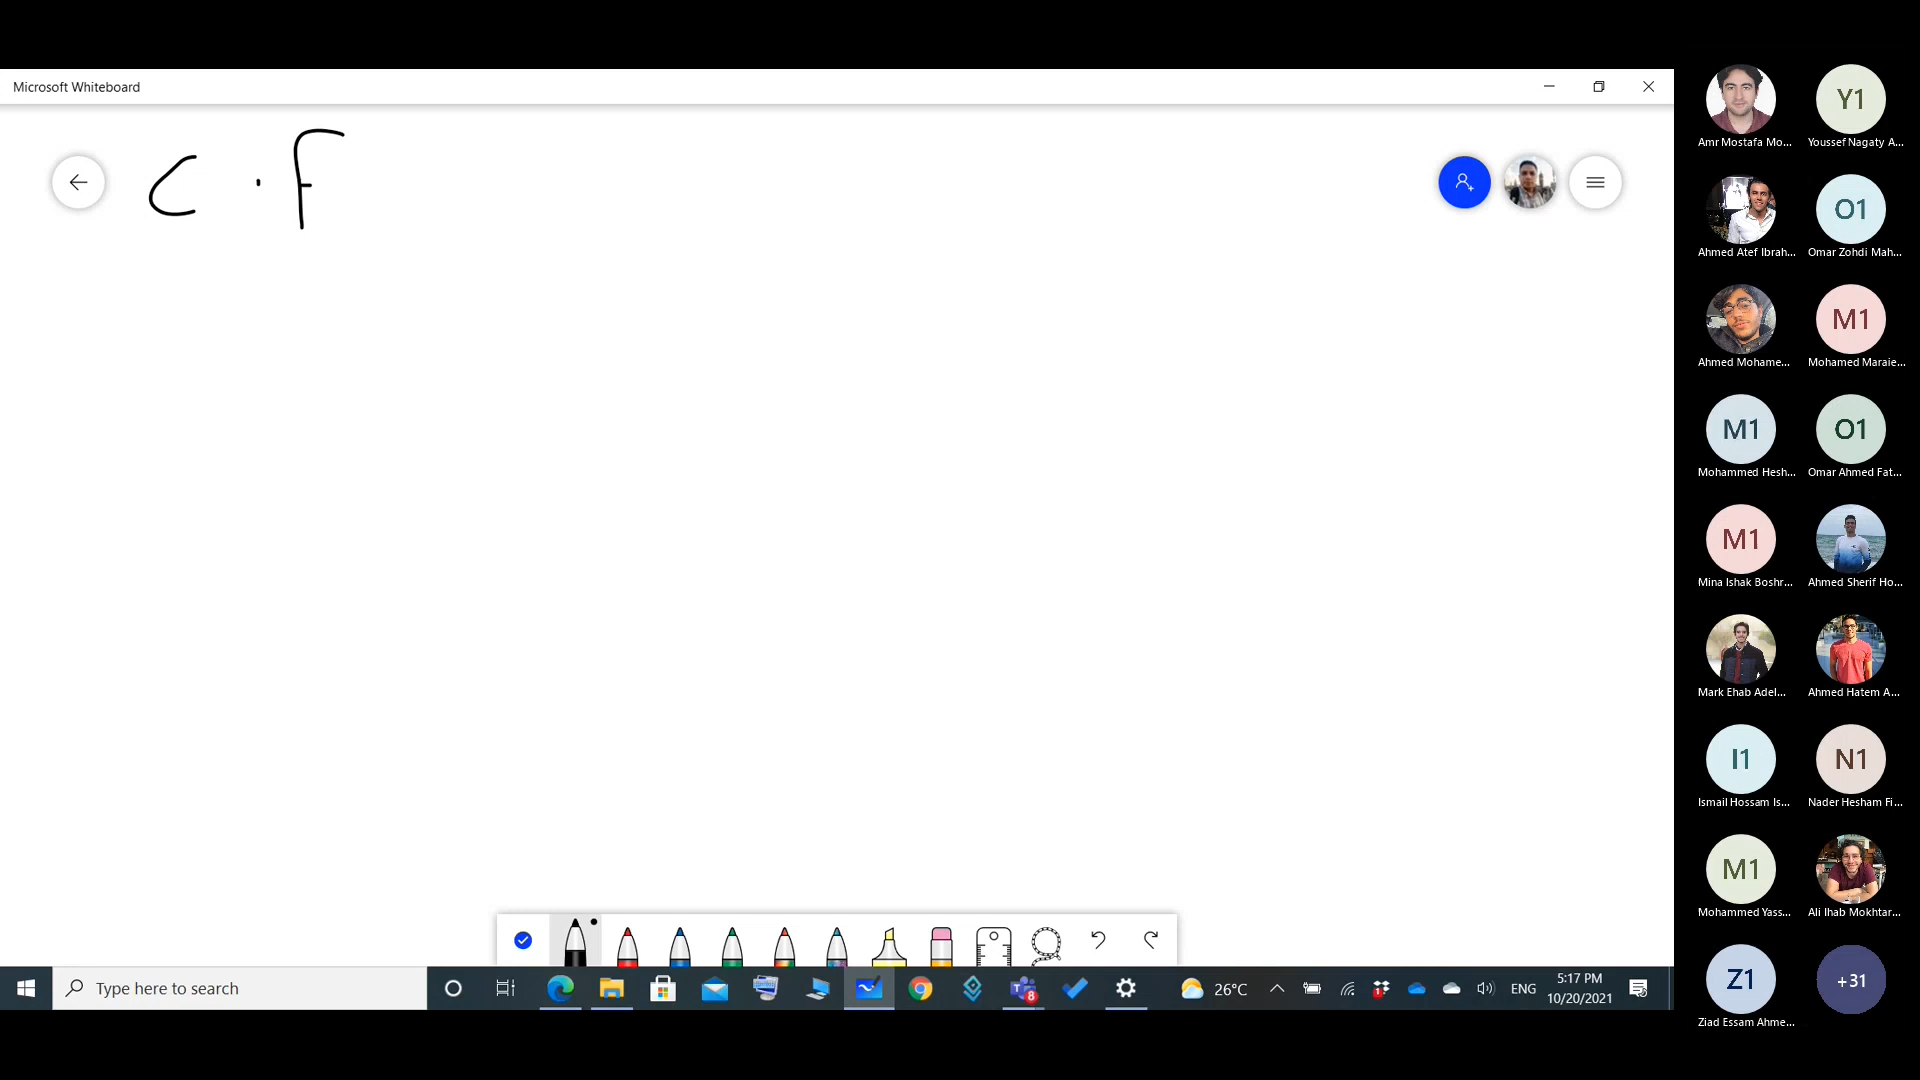 Microsoft Whiteboard
C . F
Amr Mostafa Mo...
Y1
Youssef Nagaty A...
Ahmed Atef Ibrah...
O1
Omar Zohdi Mah...
Ahmed Mohame...
M1
Mohamed Maraie...
M1
Mohammed Hesh...
O1
Omar Ahmed Fat...
M1
Mina Ishak Boshr...
Ahmed Sherif Ho...
Mark Ehab Adel...
Ahmed Hatem A...
I1
Ismail Hossam Is...
N1
Nader Hesham Fi...
M1
Mohammed Yass...
Ali Ihab Mokhtar...
Z1
Ziad Essam Ahme...
+31
Type here to search
8
26°C
1
ENG
5:17 PM
10/20/2021